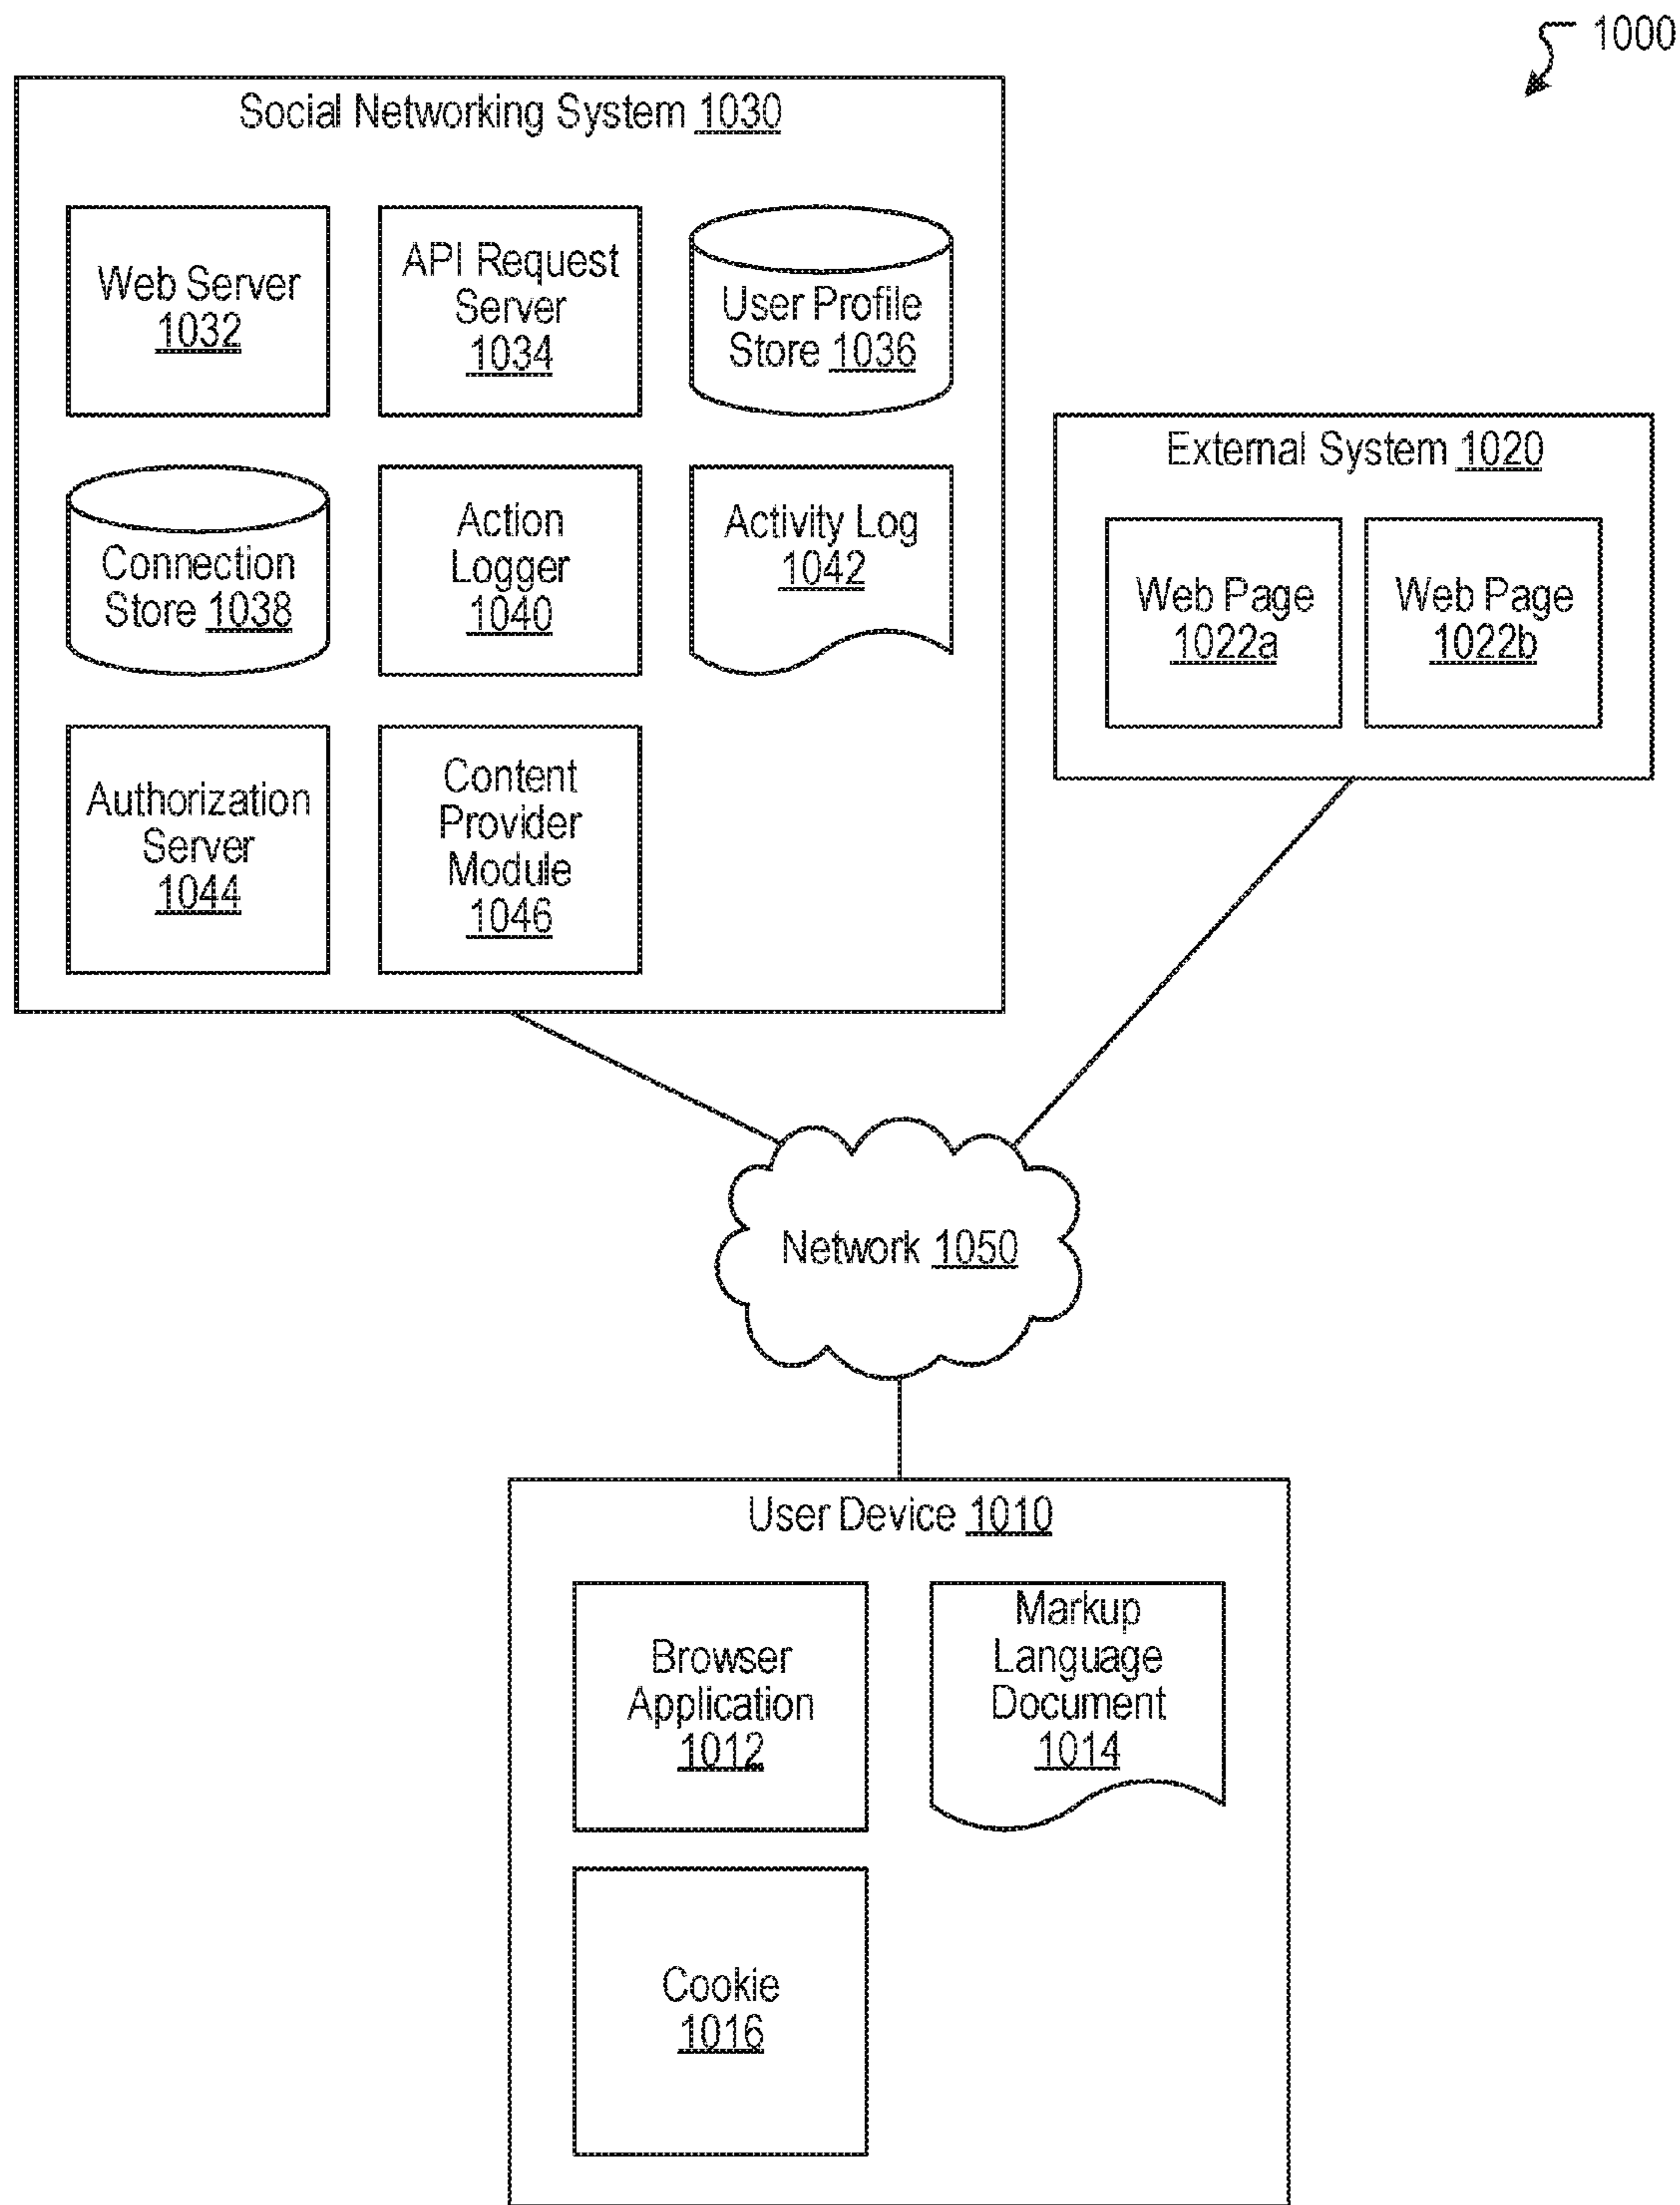 1000
Social Networking System 1030
Web Server
1032
API Request
Server
1034
User Profile
Store 1036
Connection
Store 1038
Action
Logger
1040
Activity Log
1042
Authorization
Server
1044
Content
Provider
Module
1046
External System 1020
Web Page
1022a
Web Page
1022b
Network 1050
User Device 1010
Browser
Application
1012
Markup
Language
Document
1014
Cookie
1016